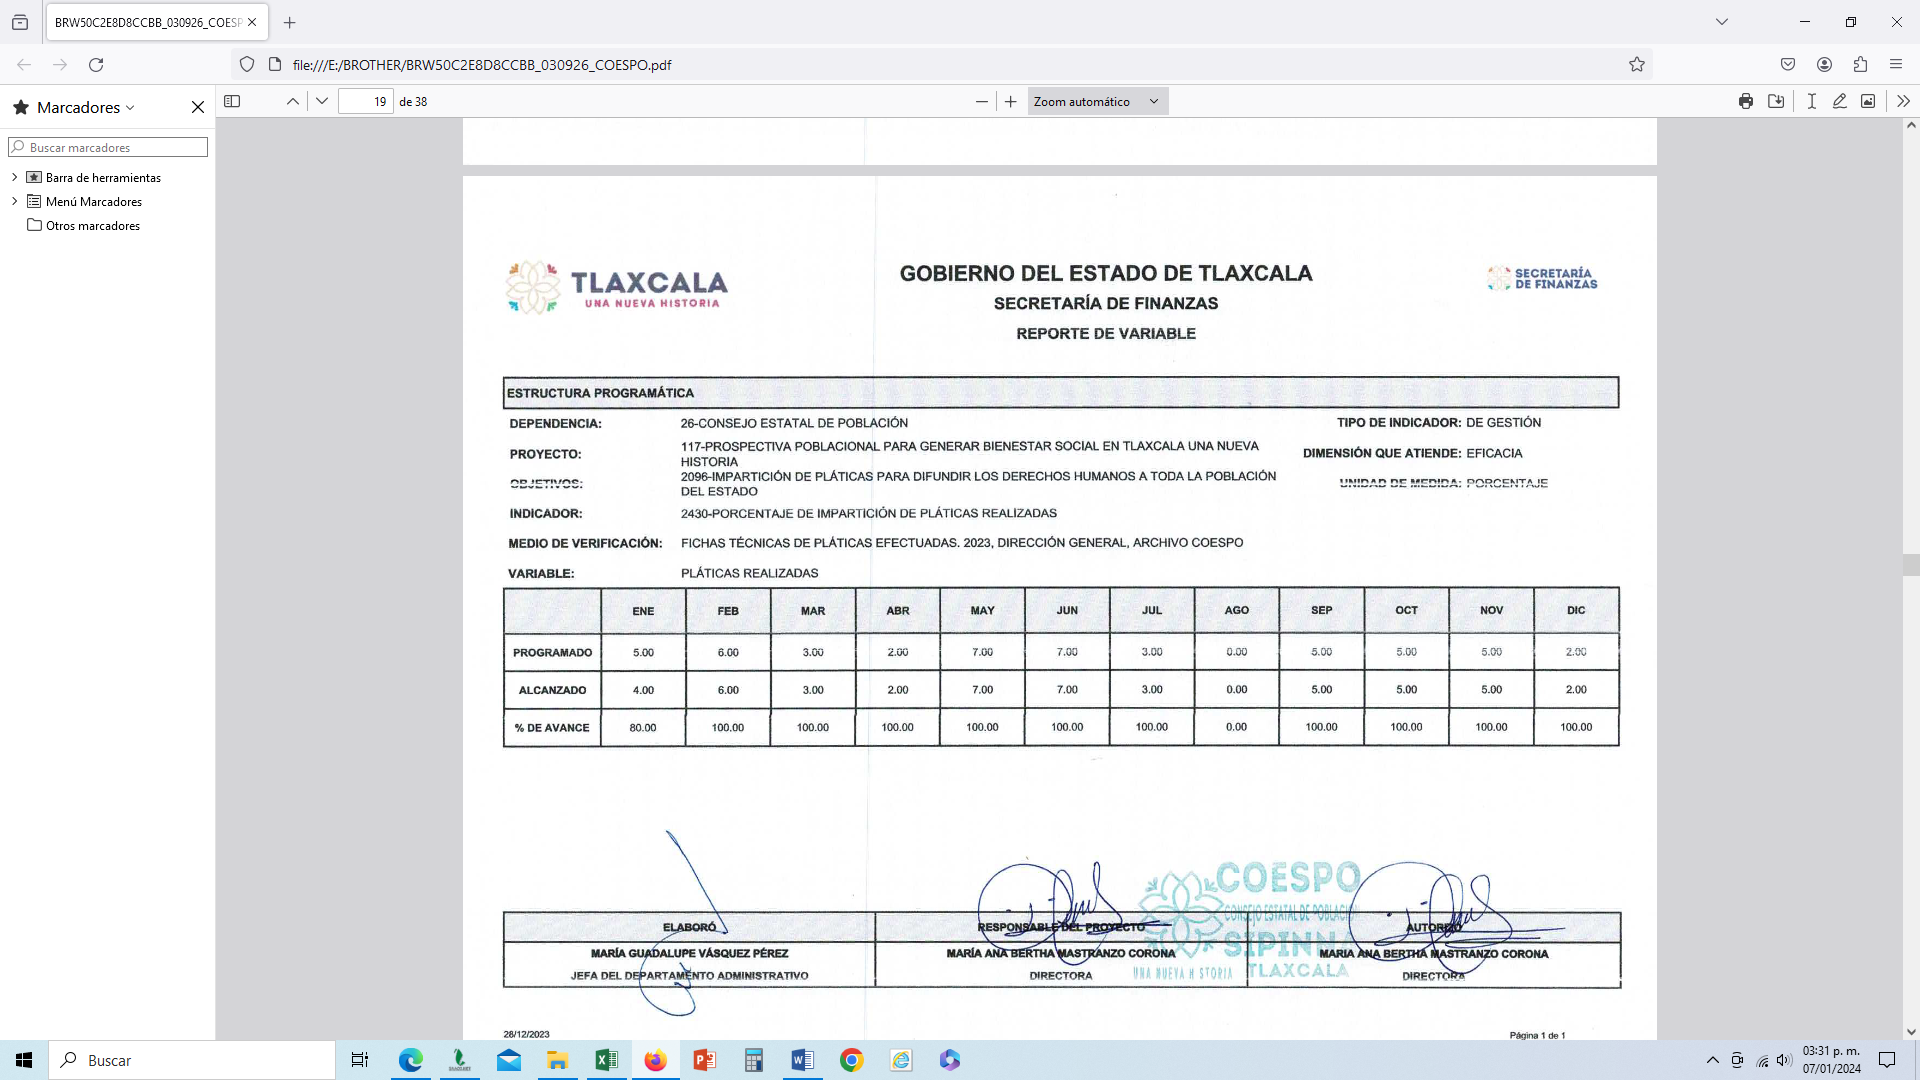 BRW50C2E8D8CCBB_030926_COESP
file:///E:/BROTHER/BRW50C2E8D8CCBB_030926_COESPO.pdf
Marcadores
19 de 38
Zoom automático
Buscar marcadores
Barra de herramientas
Menú Marcadores
Otros marcadores
TLAXCALA
UNA NUEVA HISTORIA
GOBIERNO DEL ESTADO DE TLAXCALA
SECRETARÍA DE FINANZAS
REPORTE DE VARIABLE
SECRETARÍA
DE FINANZAS
ESTRUCTURA PROGRAMÁTICA
DEPENDENCIA: 26-CONSEJO ESTATAL DE POBLACIÓN TIPO DE INDICADOR: DE GESTIÓN
PROYECTO: 117-PROSPECTIVA POBLACIONAL PARA GENERAR BIENESTAR SOCIAL EN TLAXCALA UNA NUEVA
HISTORIA
DIMENSIÓN QUE ATIENDE: EFICACIA
OBJETIVOS: 2096-IMPARTICIÓN DE PLÁTICAS PARA DIFUNDIR LOS DERECHOS HUMANOS A TODA LA POBLACIÓN
DEL ESTADO
UNIDAD DE MEDIDA: PORCENTAJE
INDICADOR: 2430-PORCENTAJE DE IMPARTICIÓN DE PLÁTICAS REALIZADAS
MEDIO DE VERIFICACIÓN: FICHAS TÉCNICAS DE PLÁTICAS EFECTUADAS. 2023, DIRECCIÓN GENERAL, ARCHIVO COESPO
VARIABLE: PLÁTICAS REALIZADAS
ENE FEB MAR ABR MAY JUN JUL AGO SEP OCT NOV DIC
PROGRAMADO 5.00 6.00 3.00 2.00 7.00 7.00 3.00 0.00 5.00 5.00 5.00 2.00
ALCANZADO 4.00 6.00 3.00 2.00 7.00 7.00 3.00 0.00 5.00 5.00 5.00 2.00
% DE AVANCE 80.00 100.00 100.00 100.00 100.00 100.00 100.00 0.00 100.00 100.00 100.00 100.00
COESPO
CONSEJO ESTATAL DE POBLACIÓN
SIPINNA
UNA NUEVA HISTORIA TLAXCALA
ELABORÓ RESPONSABLE DEL PROYECTO AUTORIZÓ
MARÍA GUADALUPE VÁSQUEZ PÉREZ MARÍA ANA BERTHA MASTRANZO CORONA MARIA ANA BERTHA MASTRANZO CORONA
JEFA DEL DEPARTAMENTO ADMINISTRATIVO DIRECTORA DIRECTORA
28/12/2023 Página 1 de 1
Buscar
03:31 p. m.
07/01/2024